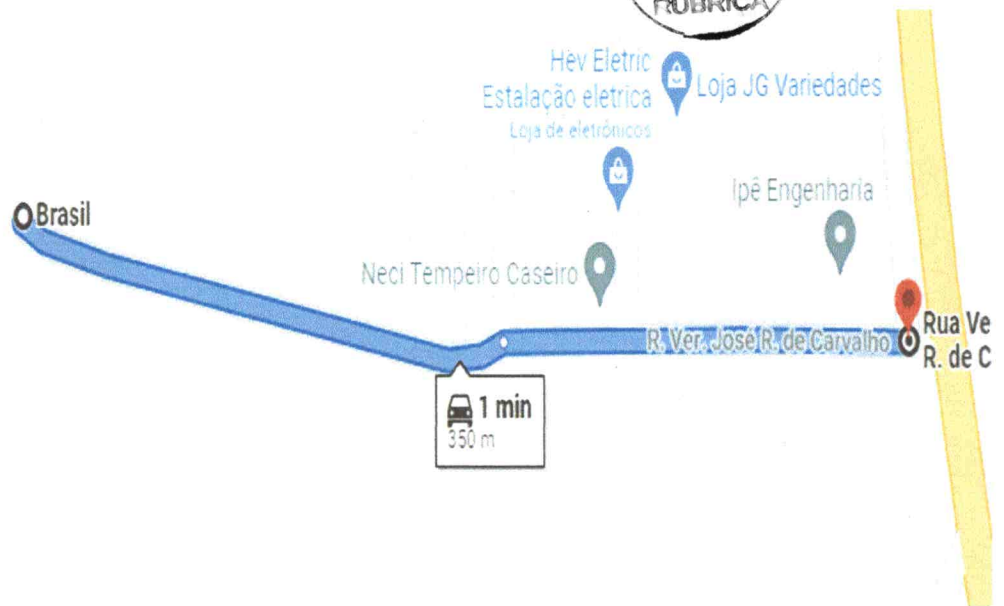 RUBRICA
Hev Eletric
Estalação eletrica
Loja de eletrônicos
Loja JG Variedades
Ipê Engenharia
Brasil
Neci Tempeiro Caseiro
R. Ver. José R. de Carvalho
Rua Ve
R. de C
1 min
350 m